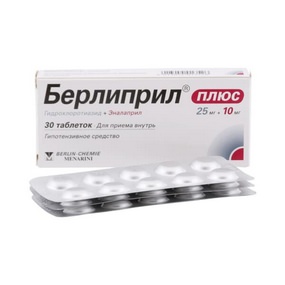 Берлиприл® плюс
Гидрохлоротиазид + Эналаприл 25 мг + 10 мг
30 таблеток Для приема внутрь
Гипотензивное средство
BERLIN-CHEMIE
MENARINI